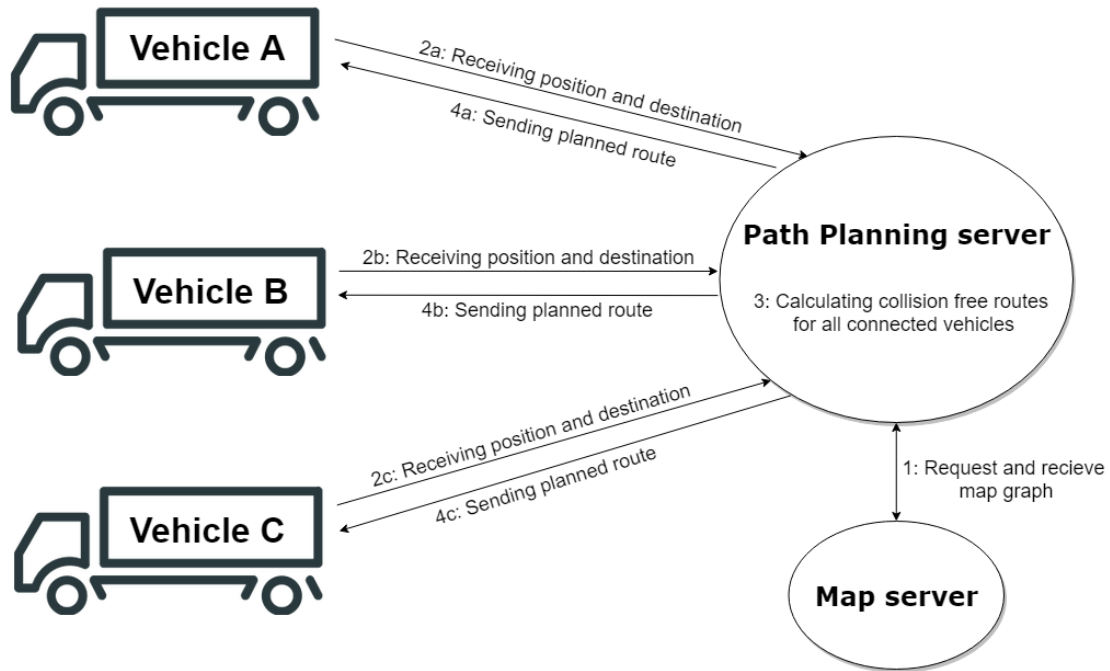 Vehicle A
2a: Receiving position and destination
4a: Sending planned route
Path Planning server
3: Calculating collision free routes
for all connected vehicles
Vehicle B
2b: Receiving position and destination
4b: Sending planned route
Vehicle C
2c: Receiving position and destination
4c: Sending planned route
1: Request and recieve
map graph
Map server